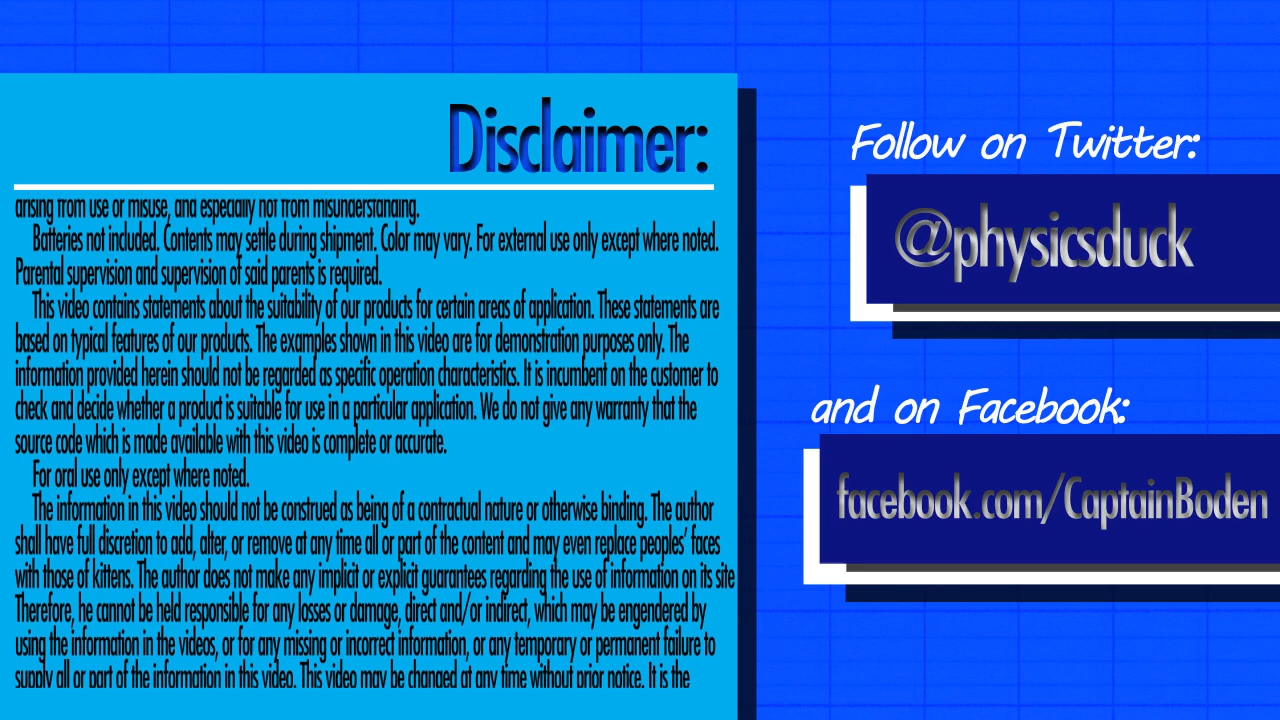 Disclaimer:
arising from use or misuse, and especially not from misunderstanding.
Batteries not included. Contents may settle during shipment. Color may vary. For external use only except where noted.
Parental supervision and supervision of said parents is required.
This video contains statements about the suitability of our products for certain areas of application. These statements are
based on typical features of our products. The examples shown in this video are for demonstration purposes only. The
information provided herein should not be regarded as specific operation characteristics. It is incumbent on the customer to
check and decide whether a product is suitable for use in a particular application. We do not give any warranty that the
source code which is made available with this video is complete or accurate.
For oral use only except where noted.
The information in this video should not be construed as being of a contractual nature or otherwise binding. The author
shall have full discretion to add, alter, or remove at any time all or part of the content and may even replace peoples' faces
with those of kittens. The author does not make any implicit or explicit guarantees regarding the use of information on its site
Therefore, he cannot be held responsible for any losses or damage, direct and/or indirect, which may be engendered by
using the information in the videos, or for any missing or incorrect information, or any temporary or permanent failure to
supply all or part of the information in this video. This video may be changed at any time without prior notice. It is the
Follow on Twitter:
@physicsduck
and on Facebook:
facebook.com/CaptainBoden